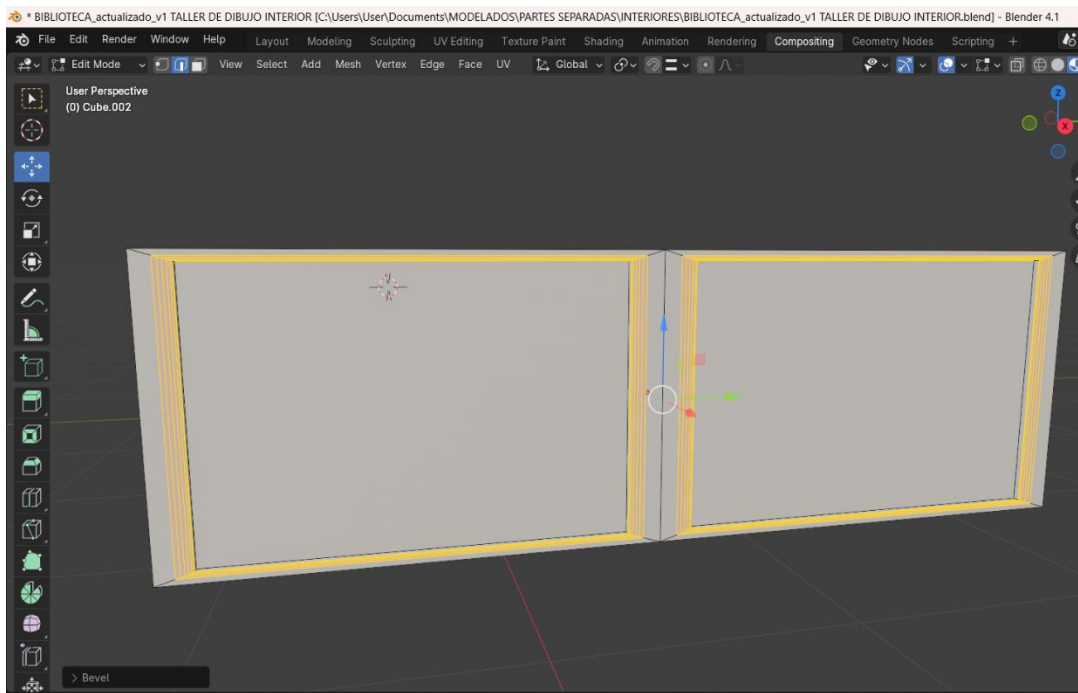 * BIBLIOTECA_actualizado_v1 TALLER DE DIBUJO INTERIOR [C:\Users\User\Documents\MODELADOS\PARTES SEPARADAS\INTERIORES\BIBLIOTECA_actualizado_v1 TALLER DE DIBUJO INTERIOR.blend] - Blender 4.1
File Edit Render Window Help Layout Modeling Sculpting UV Editing Texture Paint Shading Animation Rendering Compositing Geometry Nodes Scripting +
Edit Mode View Select Add Mesh Vertex Edge Face UV Global
User Perspective
(0) Cube.002
Z
X
> Bevel